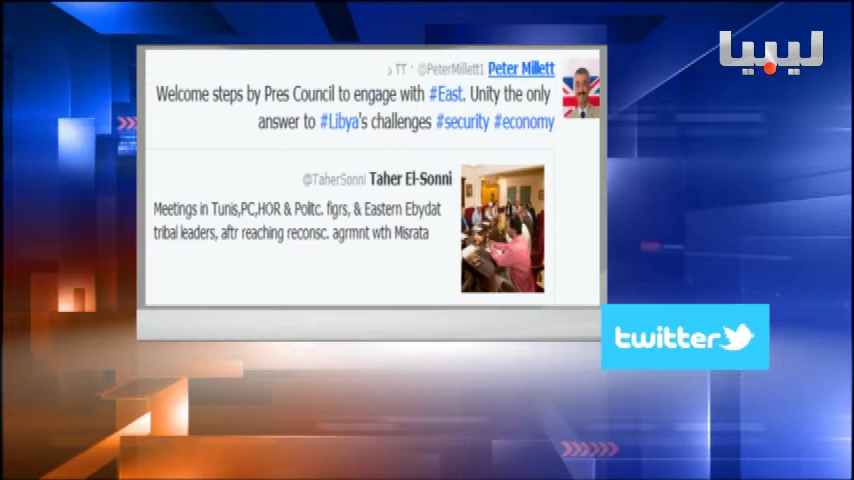 ليبيا
Peter Millett @PeterMillett1 · TT
Welcome steps by Pres Council to engage with #East. Unity the only
answer to #Libya's challenges #security #economy
Taher El-Sonni @TaherSonni
Meetings in Tunis,PC,HOR & Politc. figrs, & Eastern Ebydat
tribal leaders, aftr reaching reconsc. agrmnt wth Misrata
twitter